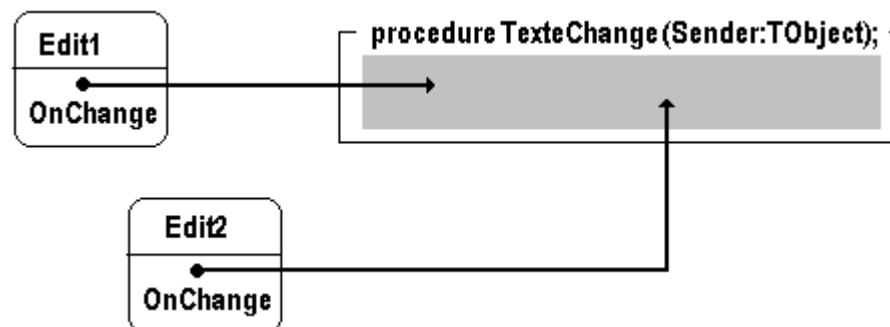 Edit1
OnChange
procedure TexteChange(Sender:TObject);
Edit2
OnChange